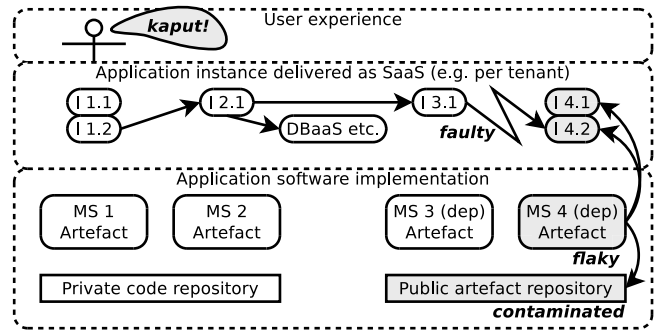 User experience
kaput!
Application instance delivered as SaaS (e.g. per tenant)
I 1.1
I 2.1
I 3.1
I 4.1
I 1.2
DBaaS etc.
faulty
I 4.2
Application software implementation
MS 1
Artefact
MS 2
Artefact
MS 3 (dep)
Artefact
MS 4 (dep)
Artefact
flaky
Private code repository
Public artefact repository
contaminated